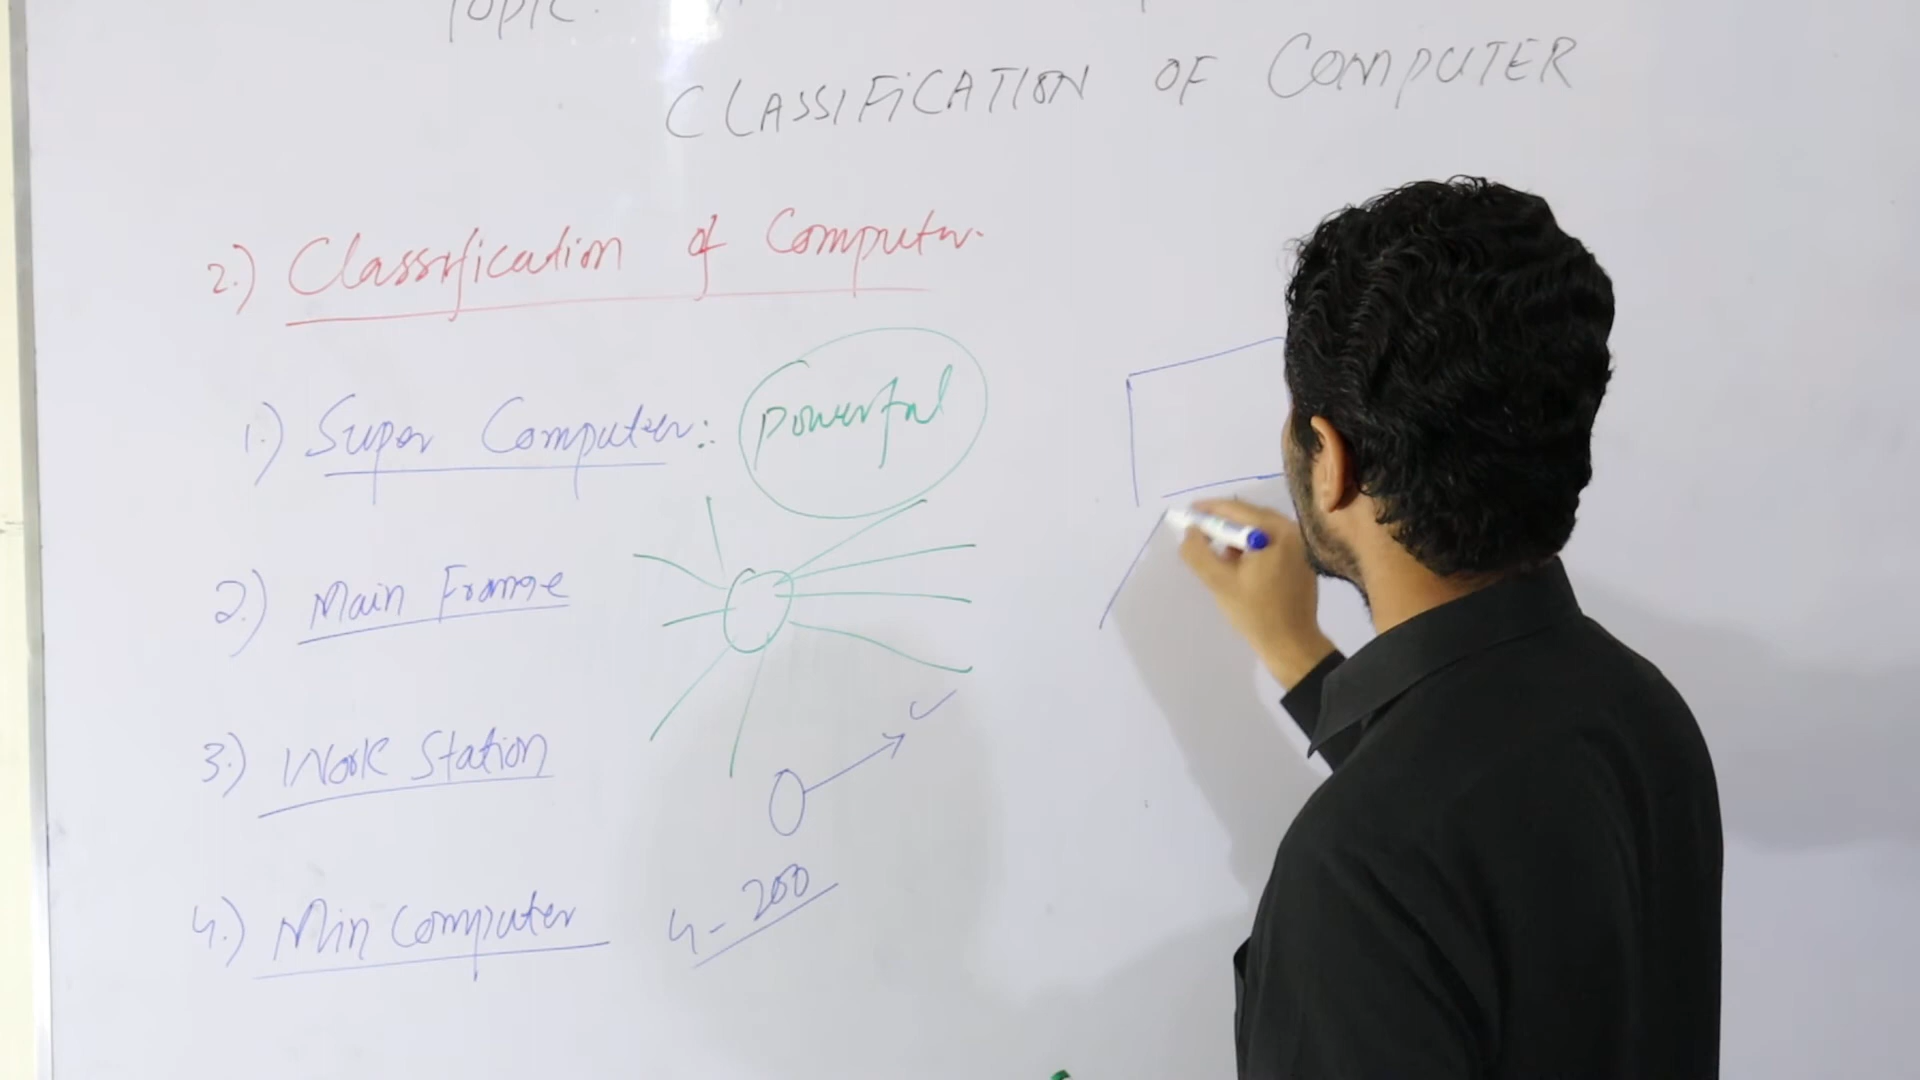 Topic:
CLASSIFICATION OF COMPUTER
2.) Classification of Computer.
1.) Super Computer: Powerful
2.) Main Frame
3.) Work Station
4.) Min Computer 4-200